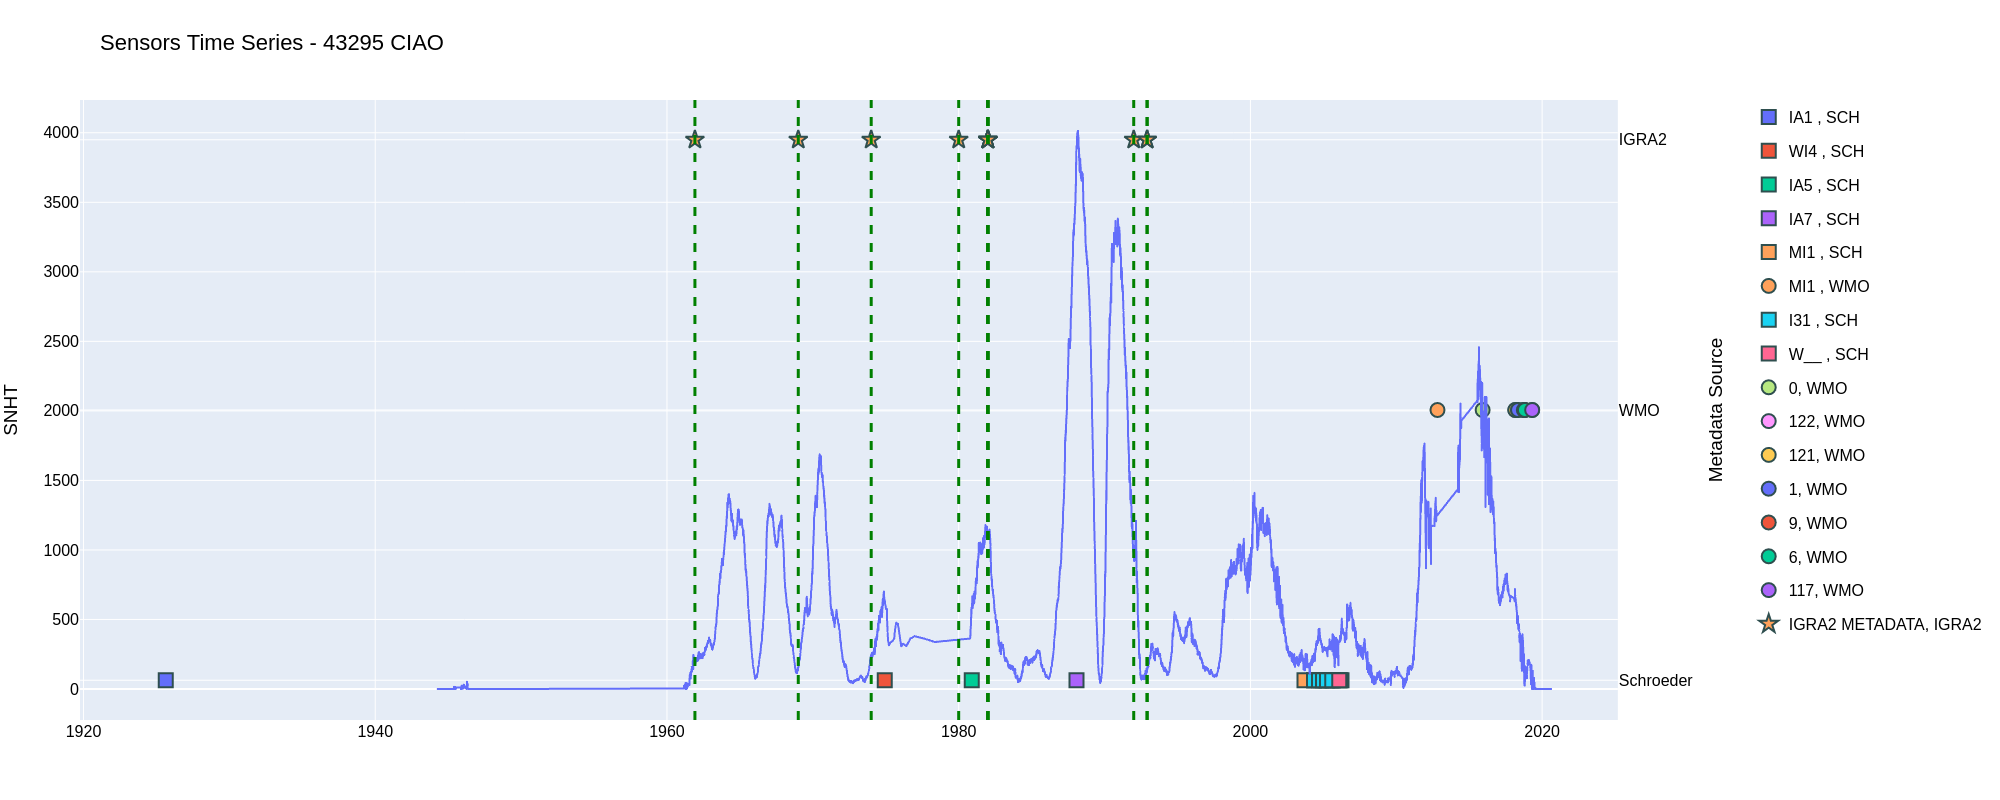 Sensors Time Series - 43295 CIAO
SNHT
4000
3500
3000
2500
2000
1500
1000
500
0
1920
1940
1960
1980
2000
2020
IGRA2
WMO
Schroeder
Metadata Source
IA1 , SCH
WI4 , SCH
IA5 , SCH
IA7 , SCH
MI1 , SCH
MI1 , WMO
I31 , SCH
W__ , SCH
0, WMO
122, WMO
121, WMO
1, WMO
9, WMO
6, WMO
117, WMO
IGRA2 METADATA, IGRA2